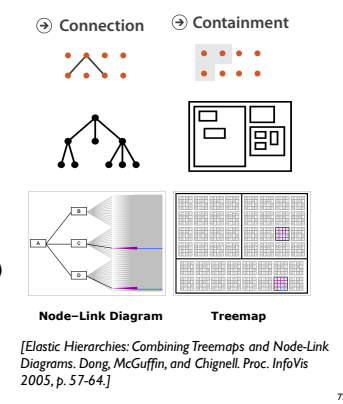 Connection
Containment
A
B
C
D
Node–Link Diagram
Treemap
[Elastic Hierarchies: Combining Treemaps and Node-Link
Diagrams. Dong, McGuffin, and Chignell. Proc. InfoVis
2005, p. 57-64.]